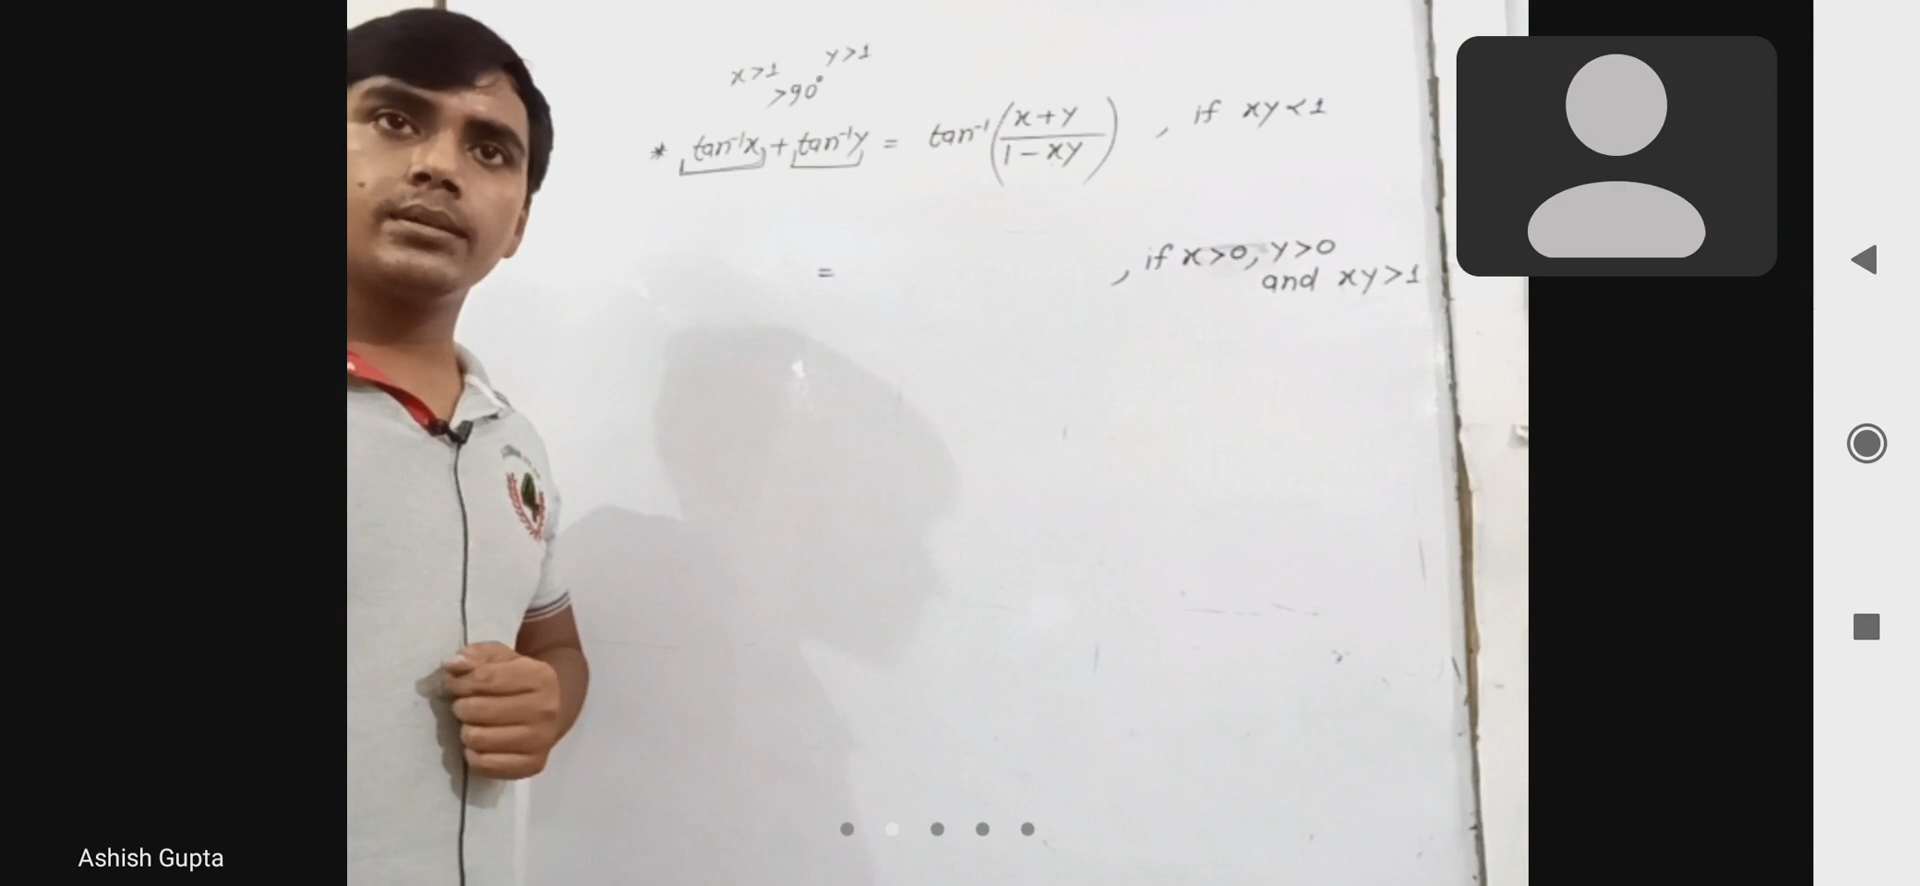 x>1 y>1
>90°
* tan⁻¹x + tan⁻¹y = tan⁻¹((x+y)/(1-xy)) , if xy<1
= , if x>0, y>0
and xy>1
Ashish Gupta